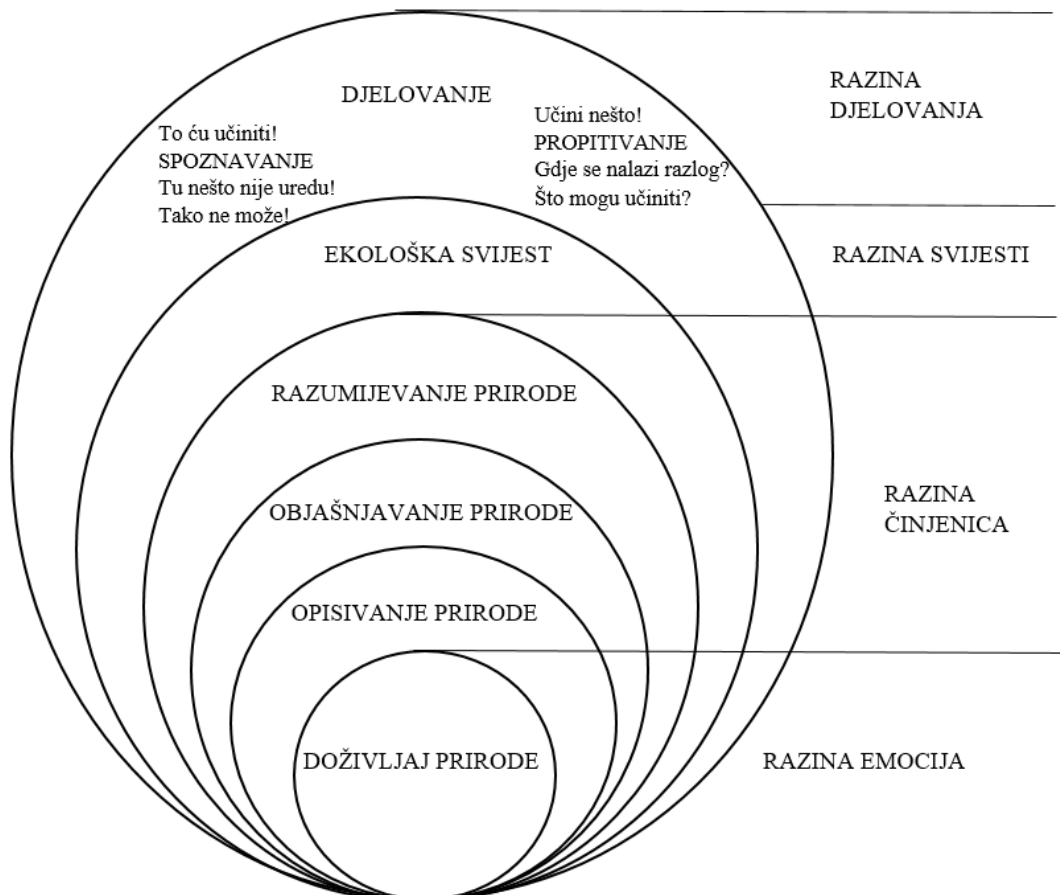 DJELOVANJE
To ću učiniti!
SPOZNAVANJE
Tu nešto nije uredu!
Tako ne može!
Učini nešto!
PROPITIVANJE
Gdje se nalazi razlog?
Što mogu učiniti?
RAZINA
DJELOVANJA
EKOLOŠKA SVIJEST
RAZINA SVIJESTI
RAZUMIJEVANJE PRIRODE
OBJAŠNJAVANJE PRIRODE
OPISIVANJE PRIRODE
RAZINA
ČINJENICA
DOŽIVLJAJ PRIRODE
RAZINA EMOCIJA